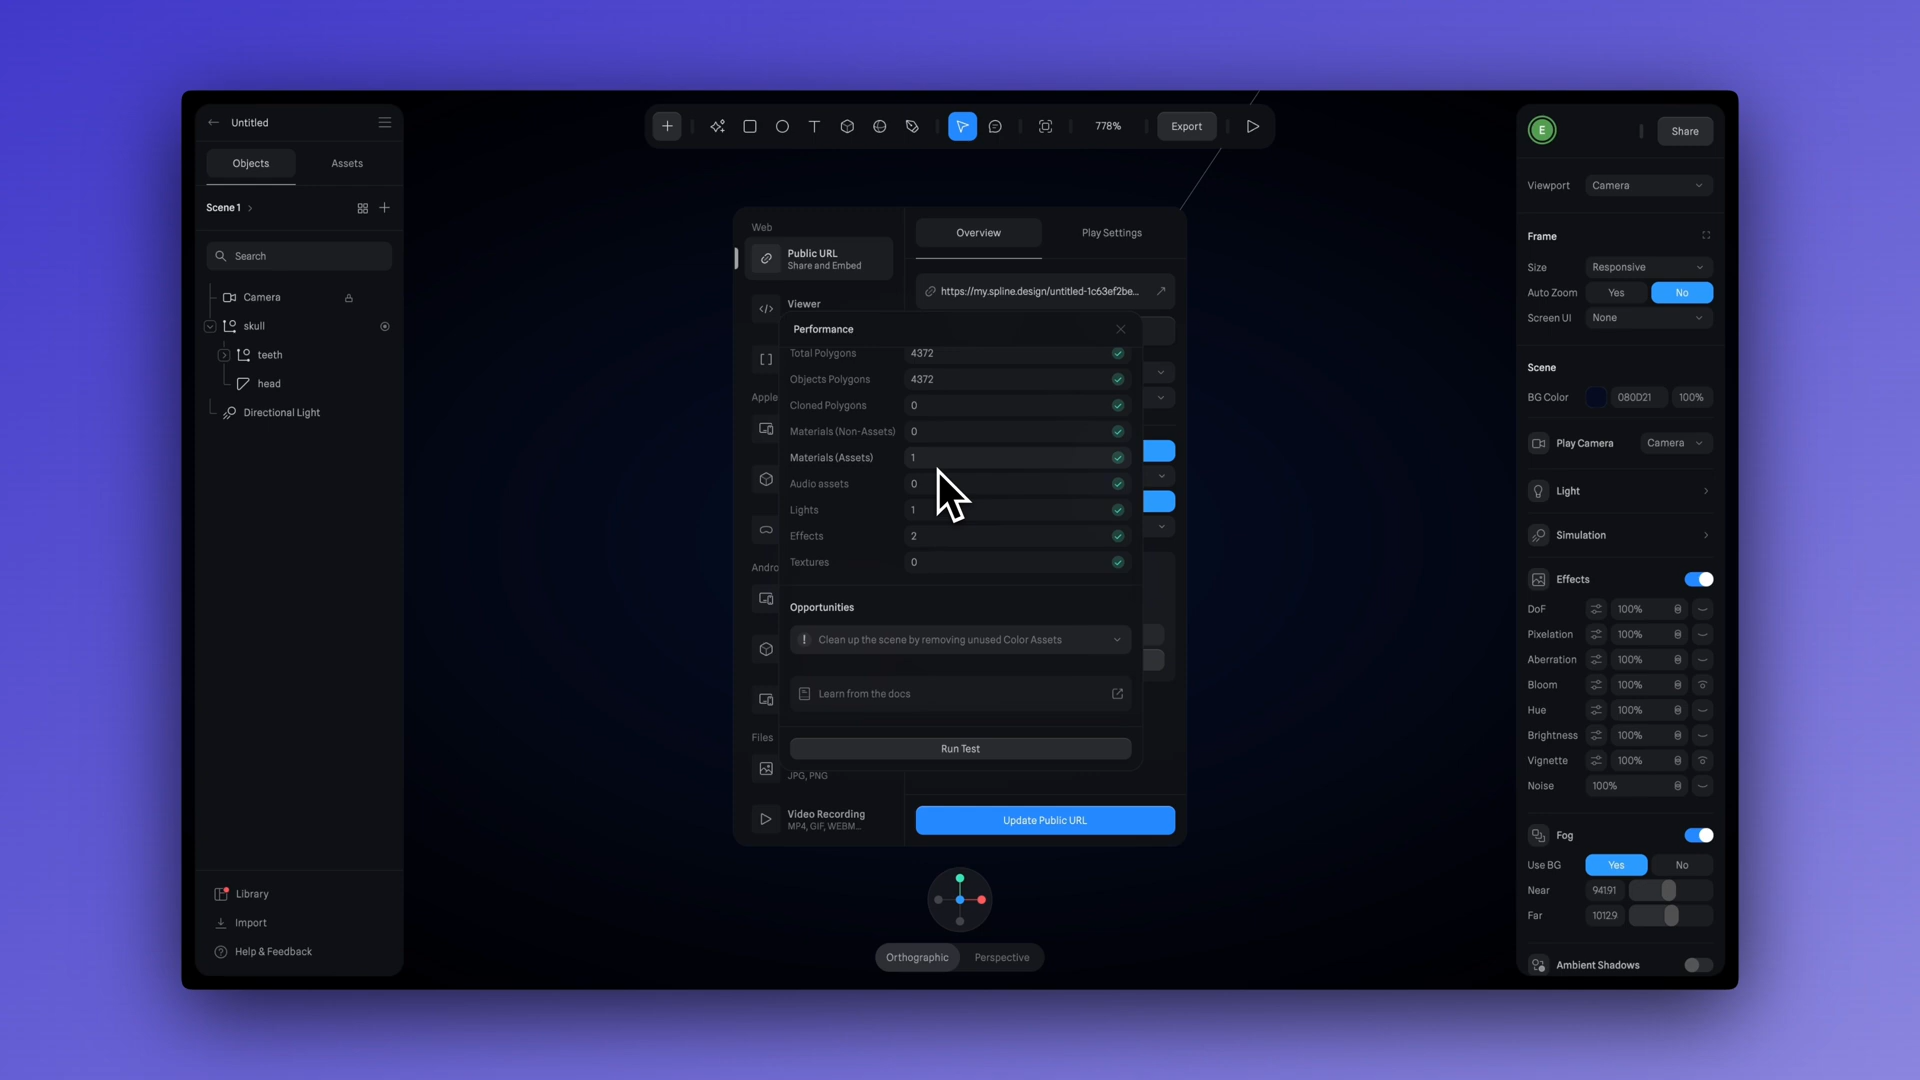 Untitled
Objects
Assets
Scene 1
Search
Camera
skull
teeth
head
Directional Light
Library
Import
Help & Feedback
778%
Export
Web
Public URL
Share and Embed
Viewer
Apple
Andro
Files
JPG, PNG
Video Recording
MP4, GIF, WEBM...
Overview
Play Settings
https://my.spline.design/untitled-1c63ef2be...
Performance
Total Polygons 4372
Objects Polygons 4372
Cloned Polygons 0
Materials (Non-Assets) 0
Materials (Assets) 1
Audio assets 0
Lights 1
Effects 2
Textures 0
Opportunities
! Clean up the scene by removing unused Color Assets
Learn from the docs
Run Test
Update Public URL
Orthographic
Perspective
E
Share
Viewport Camera
Frame
Size Responsive
Auto Zoom Yes No
Screen UI None
Scene
BG Color 080D21 100%
Play Camera Camera
Light
Simulation
Effects
DoF 100%
Pixelation 100%
Aberration 100%
Bloom 100%
Hue 100%
Brightness 100%
Vignette 100%
Noise 100%
Fog
Use BG Yes No
Near 941.91
Far 1012.9
Ambient Shadows